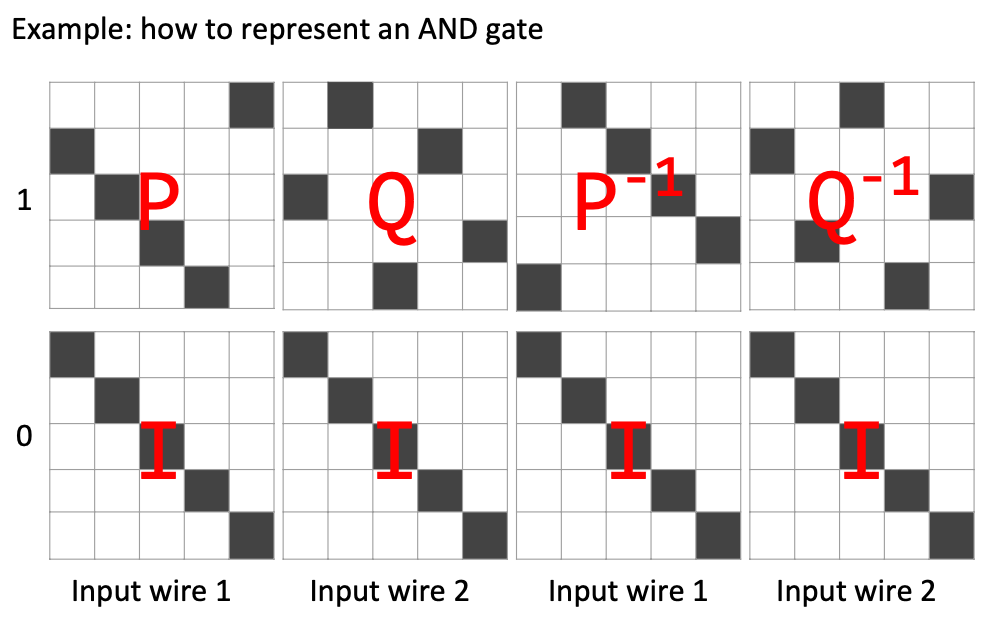 Example: how to represent an AND gate
1
P Q P⁻¹ Q⁻¹
0
I I I I
Input wire 1 Input wire 2 Input wire 1 Input wire 2